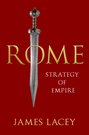 ROME
STRATEGY
OF EMPIRE
JAMES LACEY